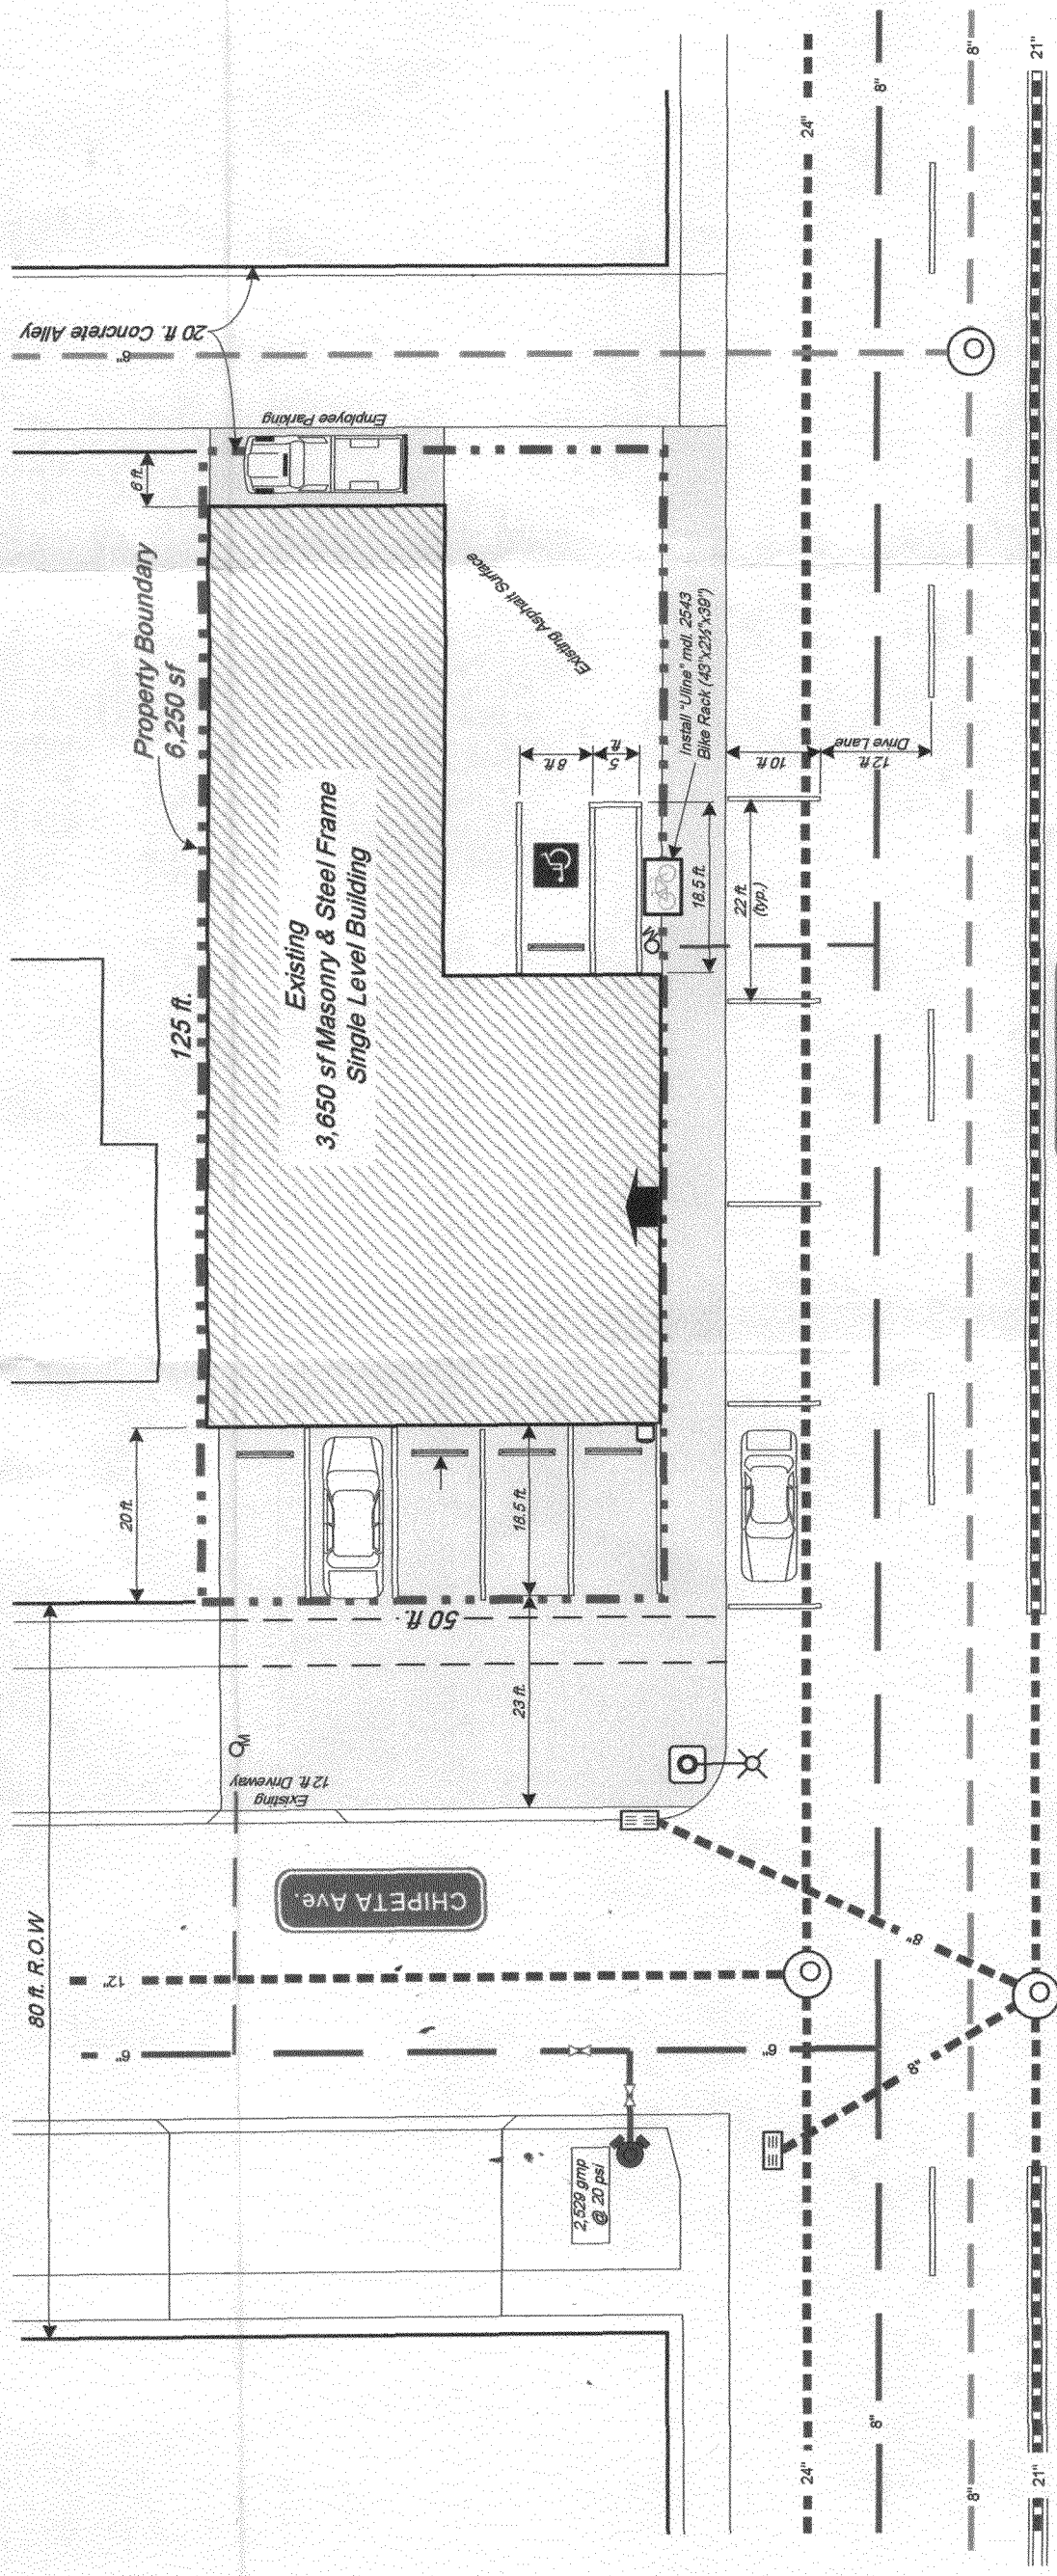 80 ft. R.O.W
20 ft.
125 ft.
Property Boundary
6,250 sf
6 ft.
20 ft. Concrete Alley
8"
Employee Parking
Existing
3,650 sf Masonry & Steel Frame
Single Level Building
Existing Asphalt Surface
8 ft.
5
ft.
Install "Uline" mdl. 2543
Bike Rack (43"x2½"x39")
18.5 ft.
22 ft.
(typ.)
10 ft.
12 ft.
Drive Lane
18.5 ft.
50 ft.
23 ft.
Existing
12 ft. Driveway
M
M
CHIPETA Ave.
12"
6"
6"
2,529 gmp
@ 20 psi
8"
8"
24"
24"
8"
8"
8"
8"
21"
21"